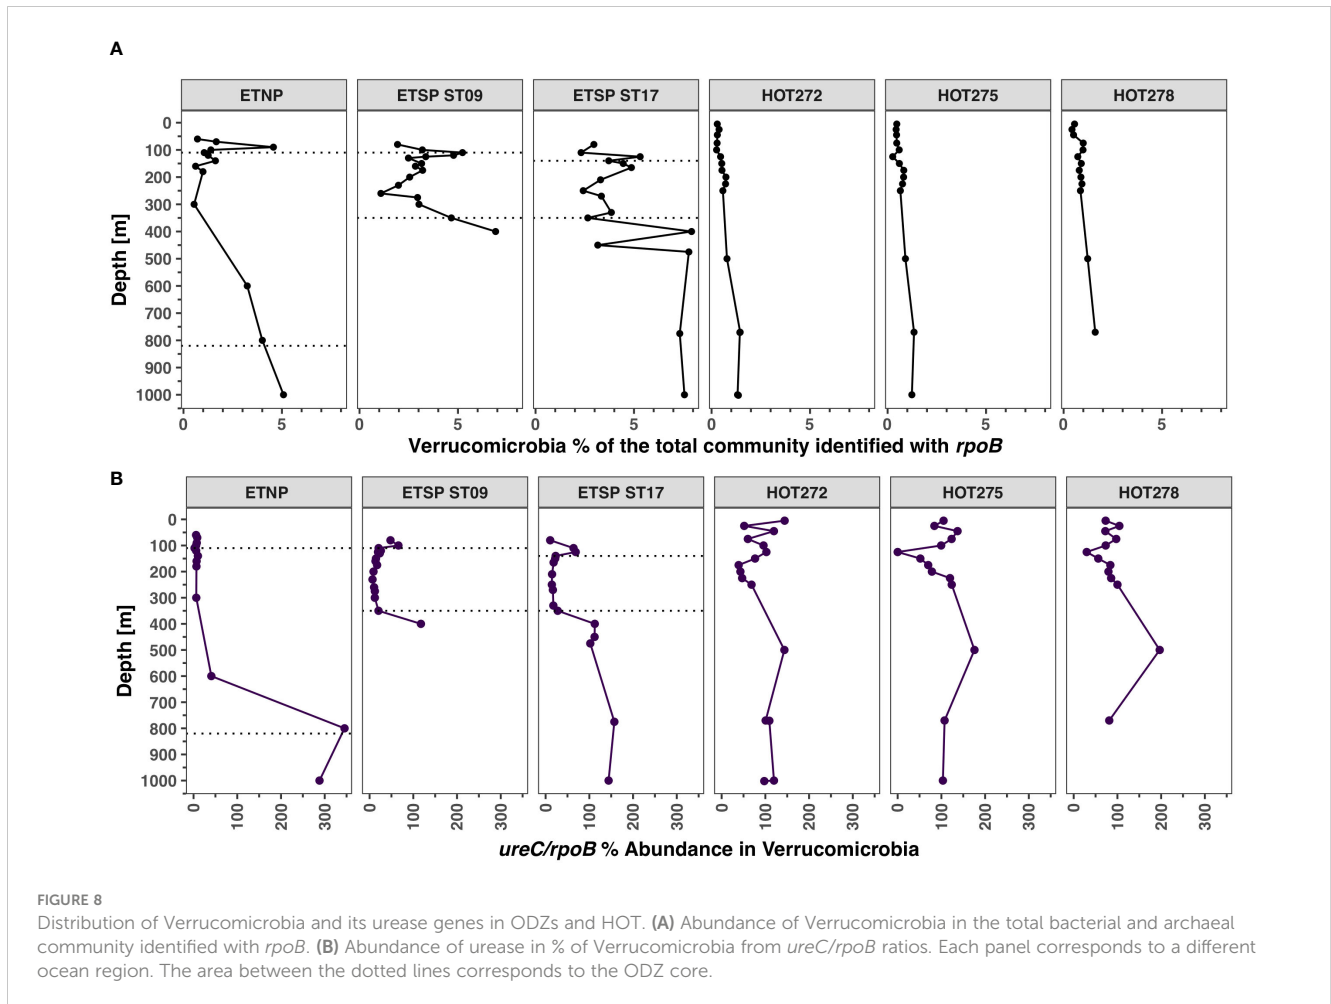 A
ETNP ETSP ST09 ETSP ST17 HOT272 HOT275 HOT278
0
100
200
300
400
500
600
700
800
900
1000
Depth [m]
0 5 0 5 0 5 0 5 0 5 0 5
Verrucomicrobia % of the total community identified with rpoB
B
ETNP ETSP ST09 ETSP ST17 HOT272 HOT275 HOT278
0
100
200
300
400
500
600
700
800
900
1000
Depth [m]
0 100 200 300 0 100 200 300 0 100 200 300 0 100 200 300 0 100 200 300 0 100 200 300
ureC/rpoB % Abundance in Verrucomicrobia
FIGURE 8
Distribution of Verrucomicrobia and its urease genes in ODZs and HOT. (A) Abundance of Verrucomicrobia in the total bacterial and archaeal
community identified with rpoB. (B) Abundance of urease in % of Verrucomicrobia from ureC/rpoB ratios. Each panel corresponds to a different
ocean region. The area between the dotted lines corresponds to the ODZ core.